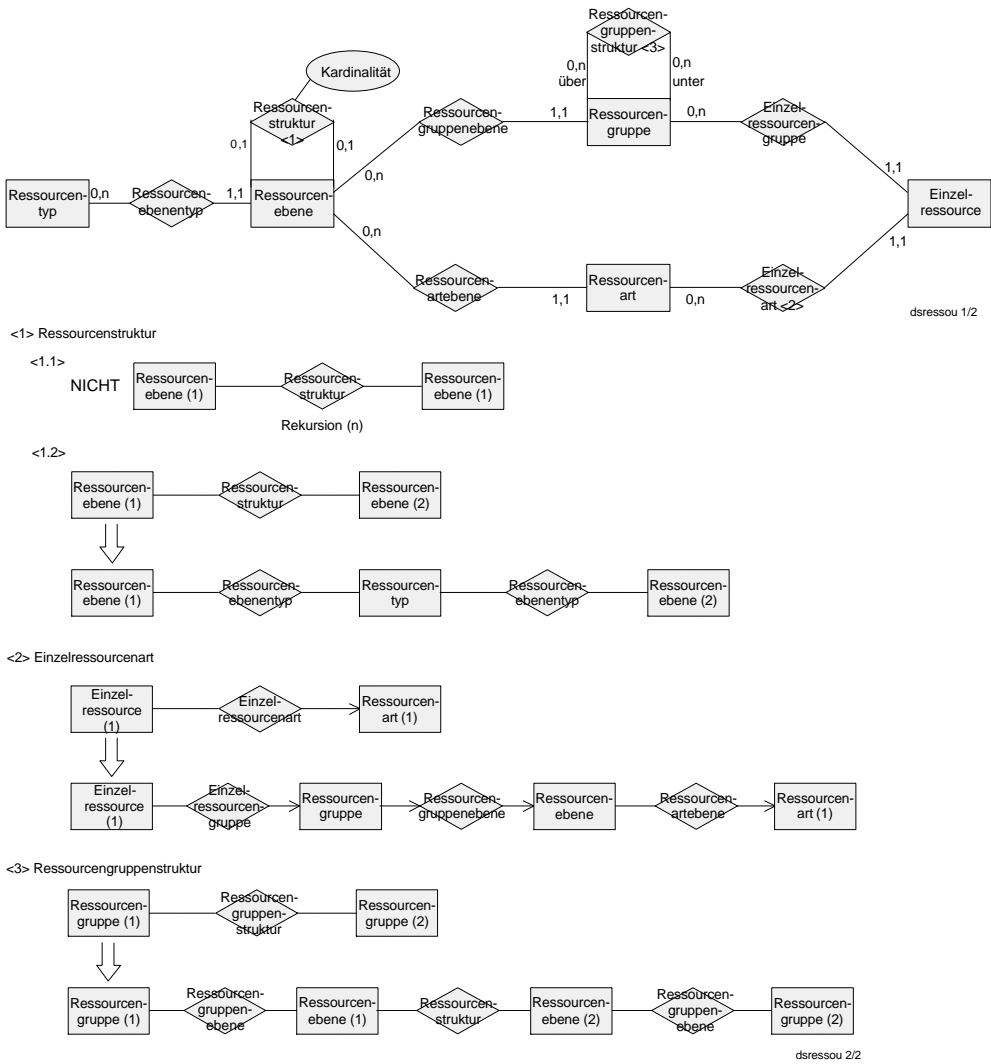 Ressourcen-
gruppen-
struktur <3>
Kardinalität
0,n
über
0,n
unter
Ressourcen-
struktur
<1>
Ressourcen-
gruppenebene
1,1
Ressourcen-
gruppe
0,n
Einzel-
ressourcen-
gruppe
0,1
0,1
0,n
1,1
Ressourcen-
typ
0,n
Ressourcen-
ebenentyp
1,1
Ressourcen-
ebene
Einzel-
ressource
0,n
1,1
Ressourcen-
artebene
1,1
Ressourcen-
art
0,n
Einzel-
ressourcen-
art <2>
dsressou 1/2
<1> Ressourcenstruktur
<1.1>
NICHT
Ressourcen-
ebene (1)
Ressourcen-
struktur
Ressourcen-
ebene (1)
Rekursion (n)
<1.2>
Ressourcen-
ebene (1)
Ressourcen-
struktur
Ressourcen-
ebene (2)
Ressourcen-
ebene (1)
Ressourcen-
ebenentyp
Ressourcen-
typ
Ressourcen-
ebenentyp
Ressourcen-
ebene (2)
<2> Einzelressourcenart
Einzel-
ressource
(1)
Einzel-
ressourcenart
Ressourcen-
art (1)
Einzel-
ressource
(1)
Einzel-
ressourcen-
gruppe
Ressourcen-
gruppe
Ressourcen-
gruppenebene
Ressourcen-
ebene
Ressourcen-
artebene
Ressourcen-
art (1)
<3> Ressourcengruppenstruktur
Ressourcen-
gruppe (1)
Ressourcen-
gruppen-
struktur
Ressourcen-
gruppe (2)
Ressourcen-
gruppe (1)
Ressourcen-
gruppen-
ebene
Ressourcen-
ebene (1)
Ressourcen-
struktur
Ressourcen-
ebene (2)
Ressourcen-
gruppen-
ebene
Ressourcen-
gruppe (2)
dsressou 2/2